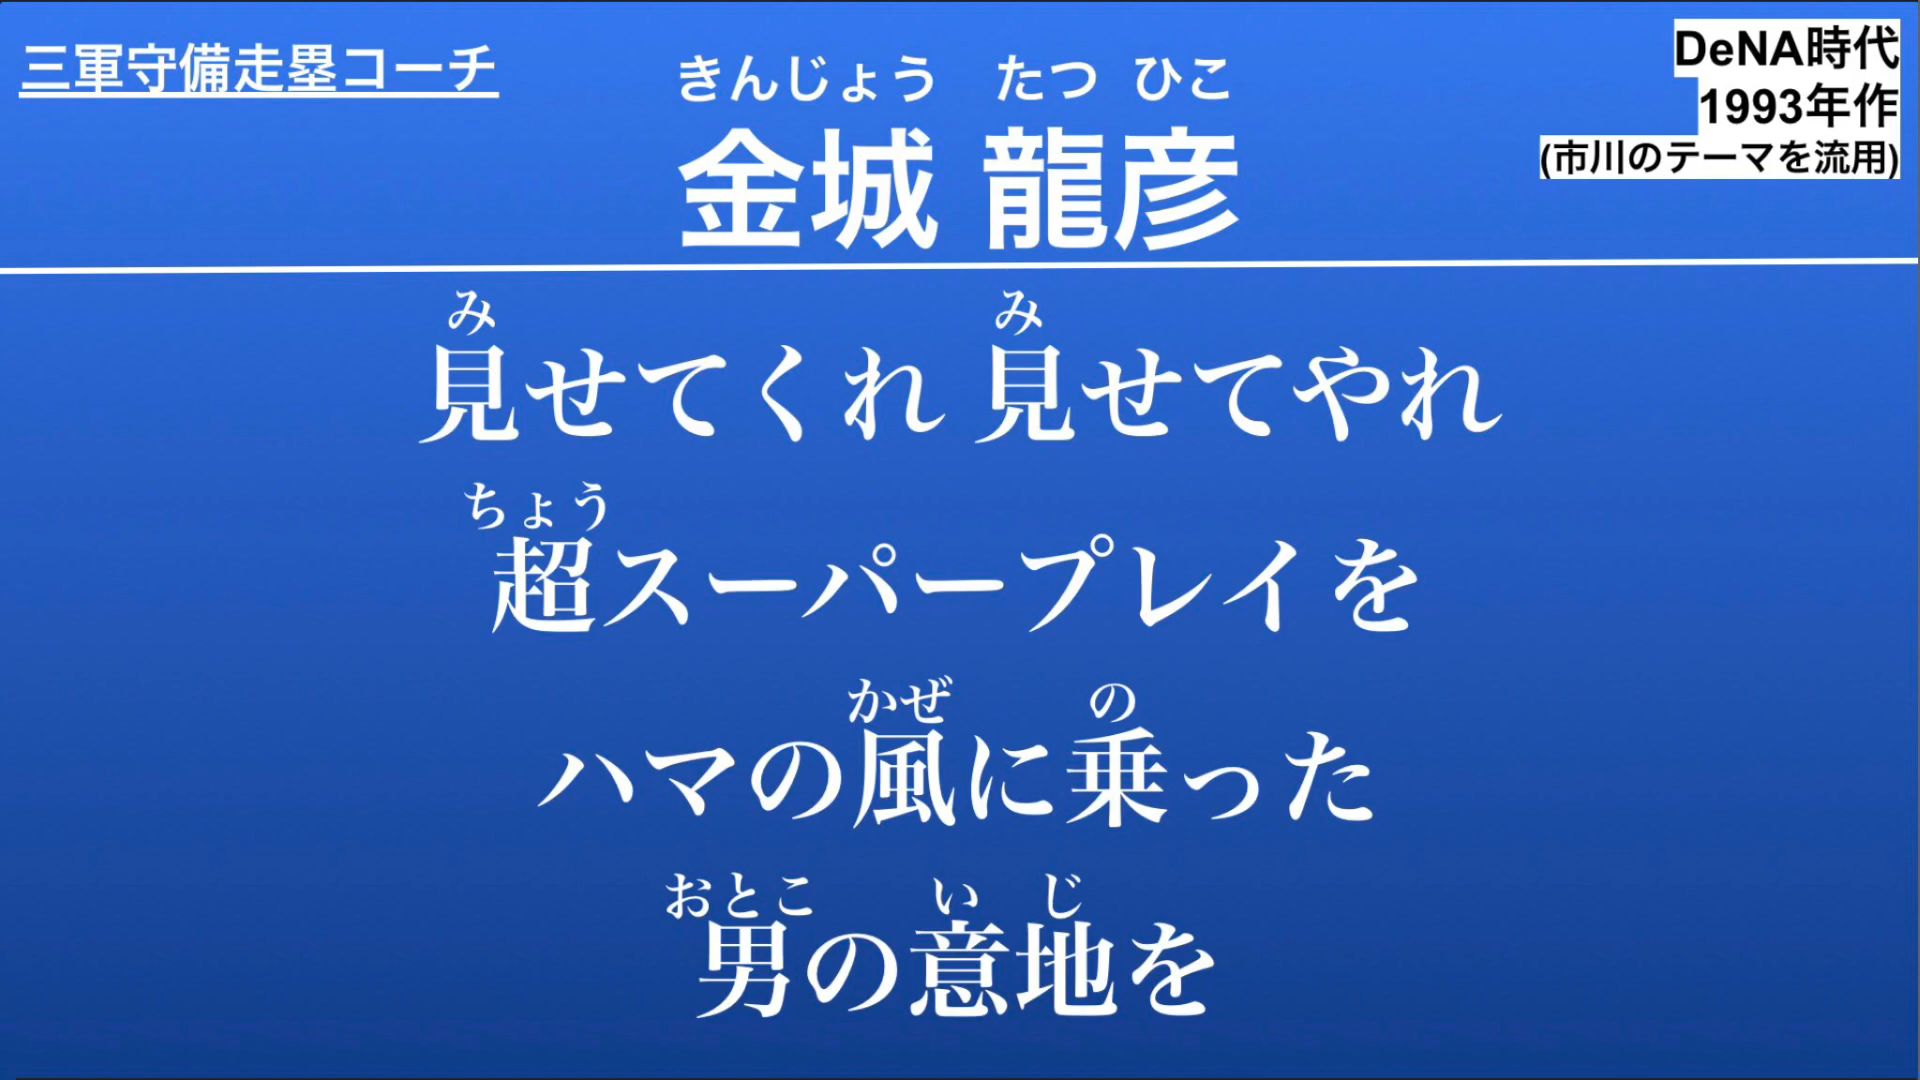 三軍守備走塁コーチ
きんじょう たつ ひこ
金城 龍彦
DeNA時代
1993年作
(市川のテーマを流用)
み み
見せてくれ 見せてやれ
ちょう
超スーパープレイを
かぜ の
ハマの風に乗った
おとこ い じ
男の意地を